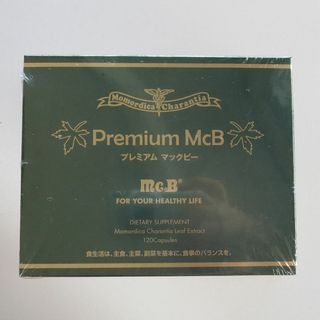 Momordica Charantia
Premium McB
プレミアム マックビー
McB®
FOR YOUR HEALTHY LIFE
DIETARY SUPPLEMENT
Momordica Charantia Leaf Extract
120Capsules
食生活は、主食、主菜、副菜を基本に、食事のバランスを。